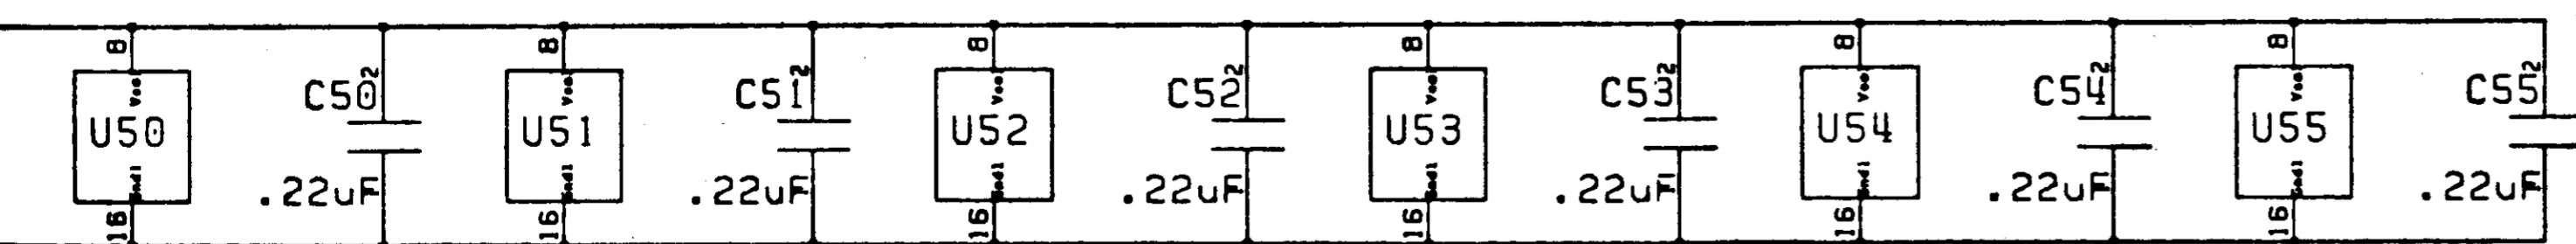 8 8 8 8 8 8
2 2 2 2 2 2
C50 C51 C52 C53 C54 C55
U50 U51 U52 U53 U54 U55
.22uF .22uF .22uF .22uF .22uF .22uF
16 16 16 16 16 16